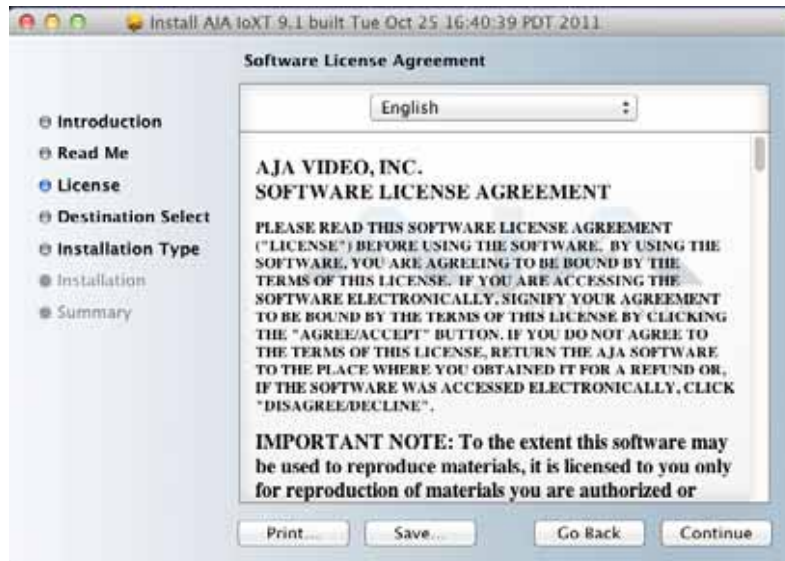 Install AJA IoXT 9.1 built Tue Oct 25 16:40:39 PDT 2011
Software License Agreement
Introduction
Read Me
License
Destination Select
Installation Type
Installation
Summary
English
AJA VIDEO, INC.
SOFTWARE LICENSE AGREEMENT
PLEASE READ THIS SOFTWARE LICENSE AGREEMENT
("LICENSE") BEFORE USING THE SOFTWARE. BY USING THE
SOFTWARE, YOU ARE AGREEING TO BE BOUND BY THE
TERMS OF THIS LICENSE. IF YOU ARE ACCESSING THE
SOFTWARE ELECTRONICALLY, SIGNIFY YOUR AGREEMENT
TO BE BOUND BY THE TERMS OF THIS LICENSE BY CLICKING
THE "AGREE/ACCEPT" BUTTON. IF YOU DO NOT AGREE TO
THE TERMS OF THIS LICENSE, RETURN THE AJA SOFTWARE
TO THE PLACE WHERE YOU OBTAINED IT FOR A REFUND OR,
IF THE SOFTWARE WAS ACCESSED ELECTRONICALLY, CLICK
"DISAGREE/DECLINE".
IMPORTANT NOTE: To the extent this software may
be used to reproduce materials, it is licensed to you only
for reproduction of materials you are authorized or
Print...
Save...
Go Back
Continue